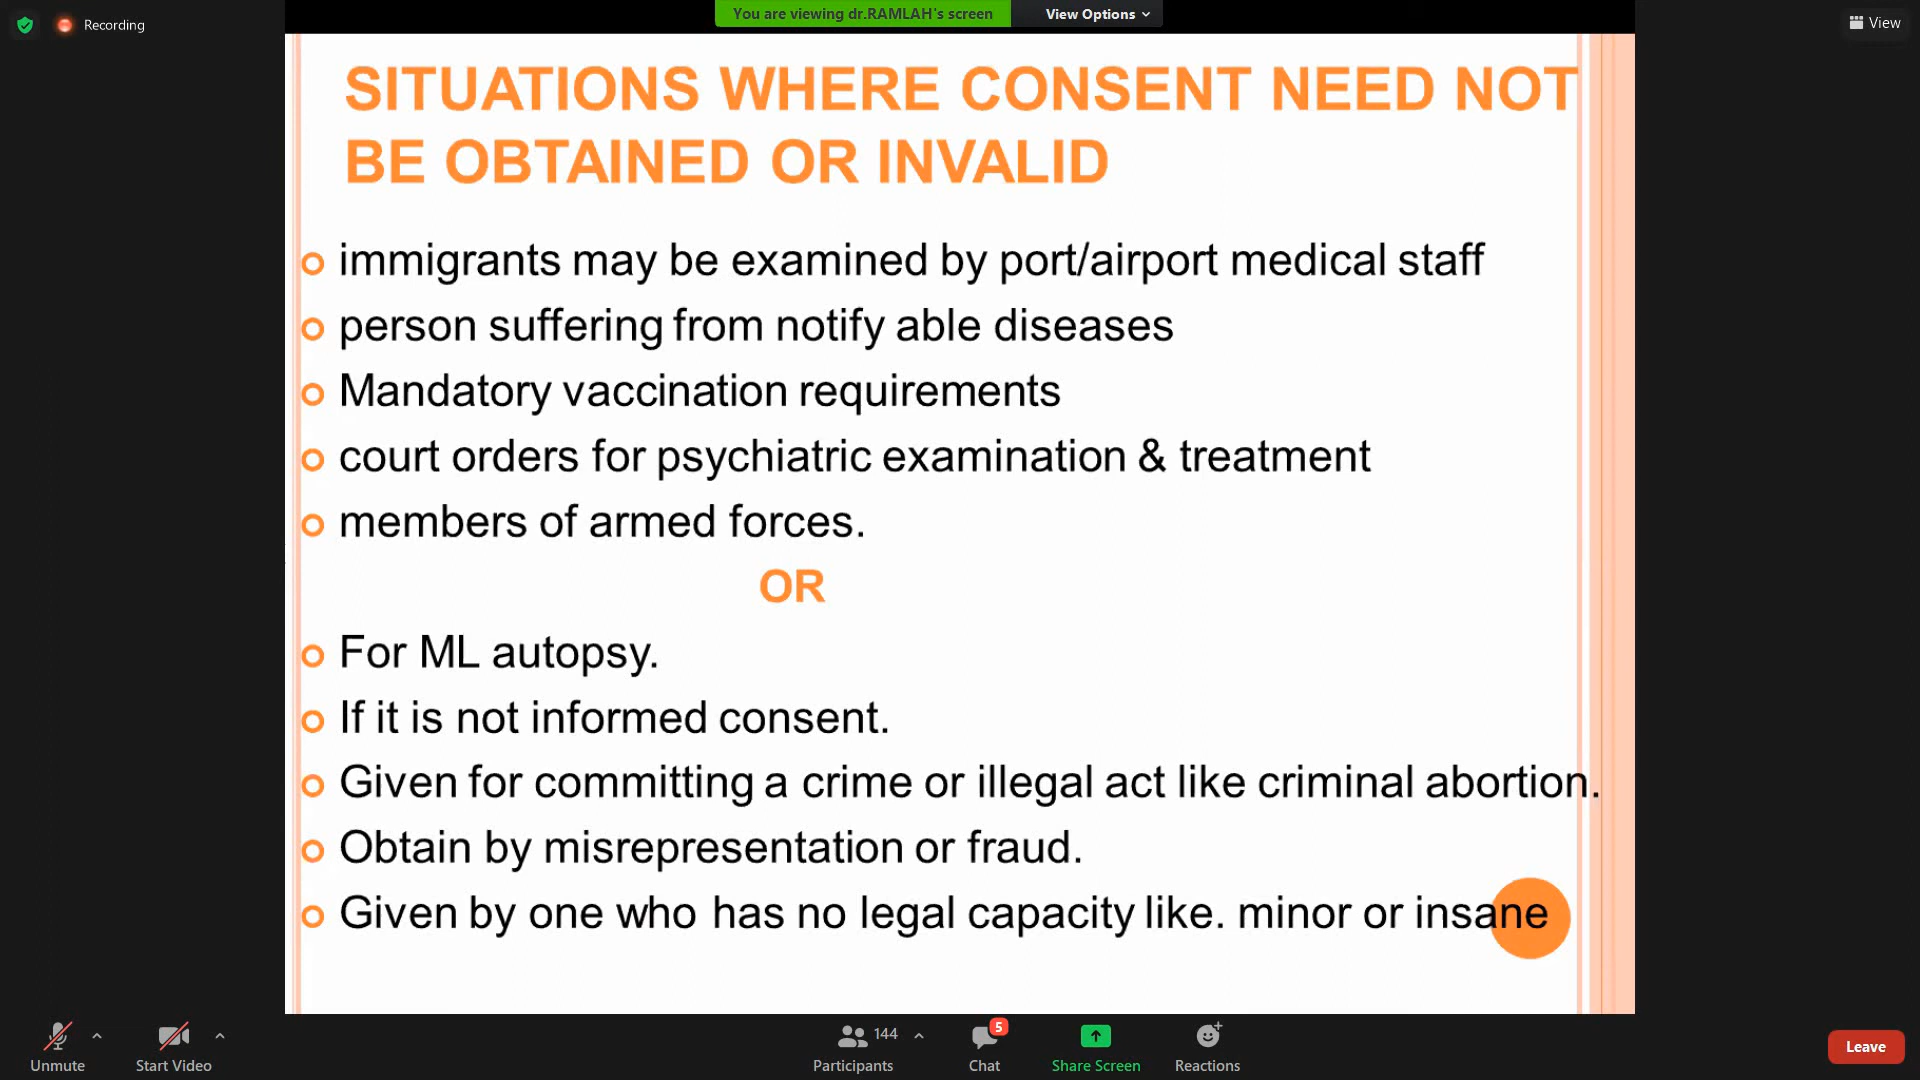 Recording
You are viewing dr.RAMLAH's screen
View Options
View
SITUATIONS WHERE CONSENT NEED NOT
BE OBTAINED OR INVALID
immigrants may be examined by port/airport medical staff
person suffering from notify able diseases
Mandatory vaccination requirements
court orders for psychiatric examination & treatment
members of armed forces.
OR
For ML autopsy.
If it is not informed consent.
Given for committing a crime or illegal act like criminal abortion.
Obtain by misrepresentation or fraud.
Given by one who has no legal capacity like. minor or insane
Unmute
Start Video
144
Participants
5
Chat
Share Screen
Reactions
Leave